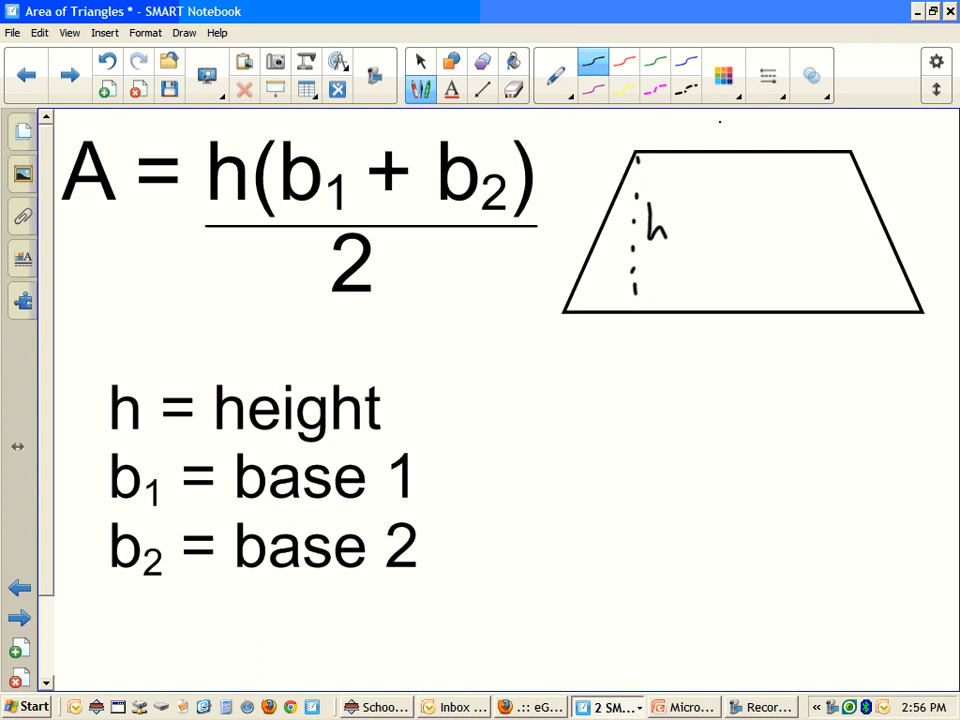 Area of Triangles * - SMART Notebook
File Edit View Insert Format Draw Help
A = h(b₁ + b₂)
2
h
h = height
b₁ = base 1
b₂ = base 2
Start Schoo... Inbox ... .:: eG... 2 SM... Micro... Recor... 2:56 PM